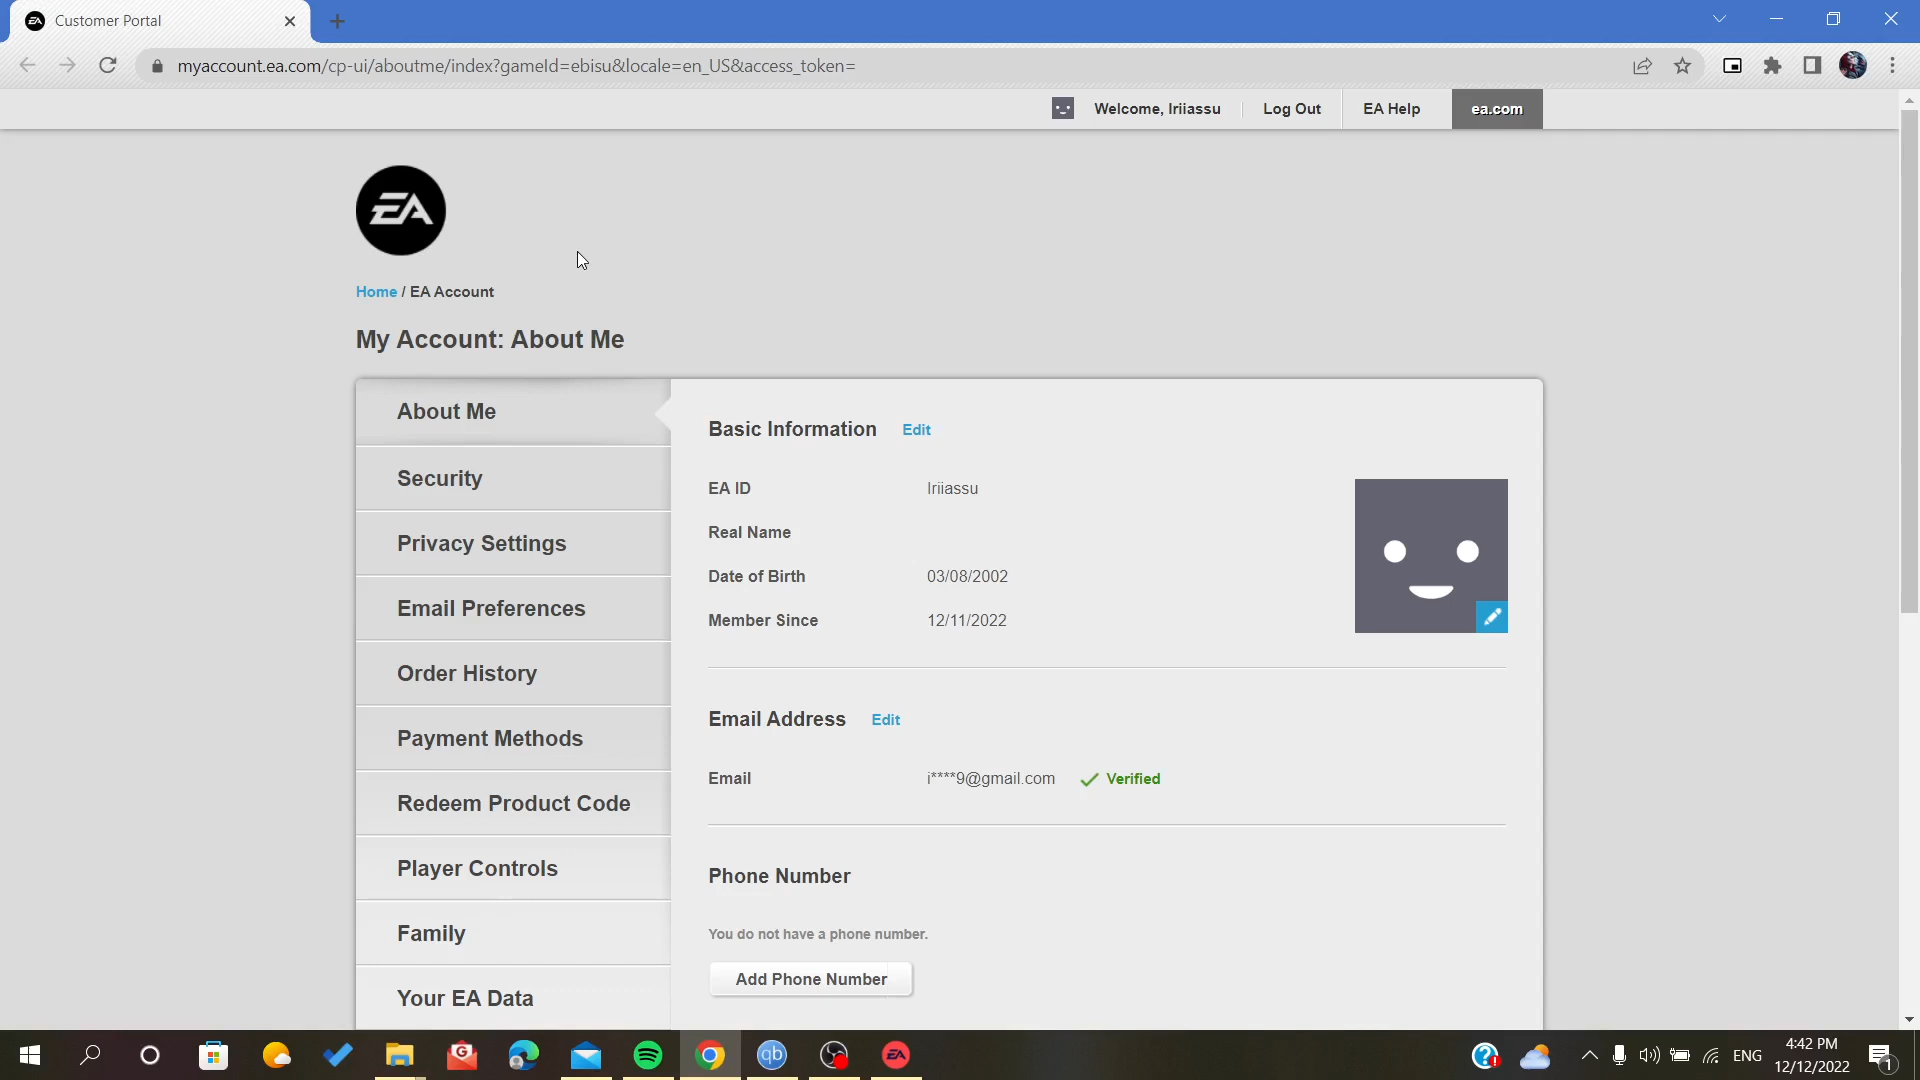 Customer Portal
myaccount.ea.com/cp-ui/aboutme/index?gameId=ebisu&locale=en_US&access_token=
Welcome, Iriiassu
Log Out
EA Help
ea.com
EA
Home / EA Account
My Account: About Me
About Me
Security
Privacy Settings
Email Preferences
Order History
Payment Methods
Redeem Product Code
Player Controls
Family
Your EA Data
Basic Information Edit
EA ID Iriiassu
Real Name
Date of Birth 03/08/2002
Member Since 12/11/2022
Email Address Edit
Email i****9@gmail.com Verified
Phone Number
You do not have a phone number.
Add Phone Number
G
qb
EA
ENG
4:42 PM
12/12/2022
1